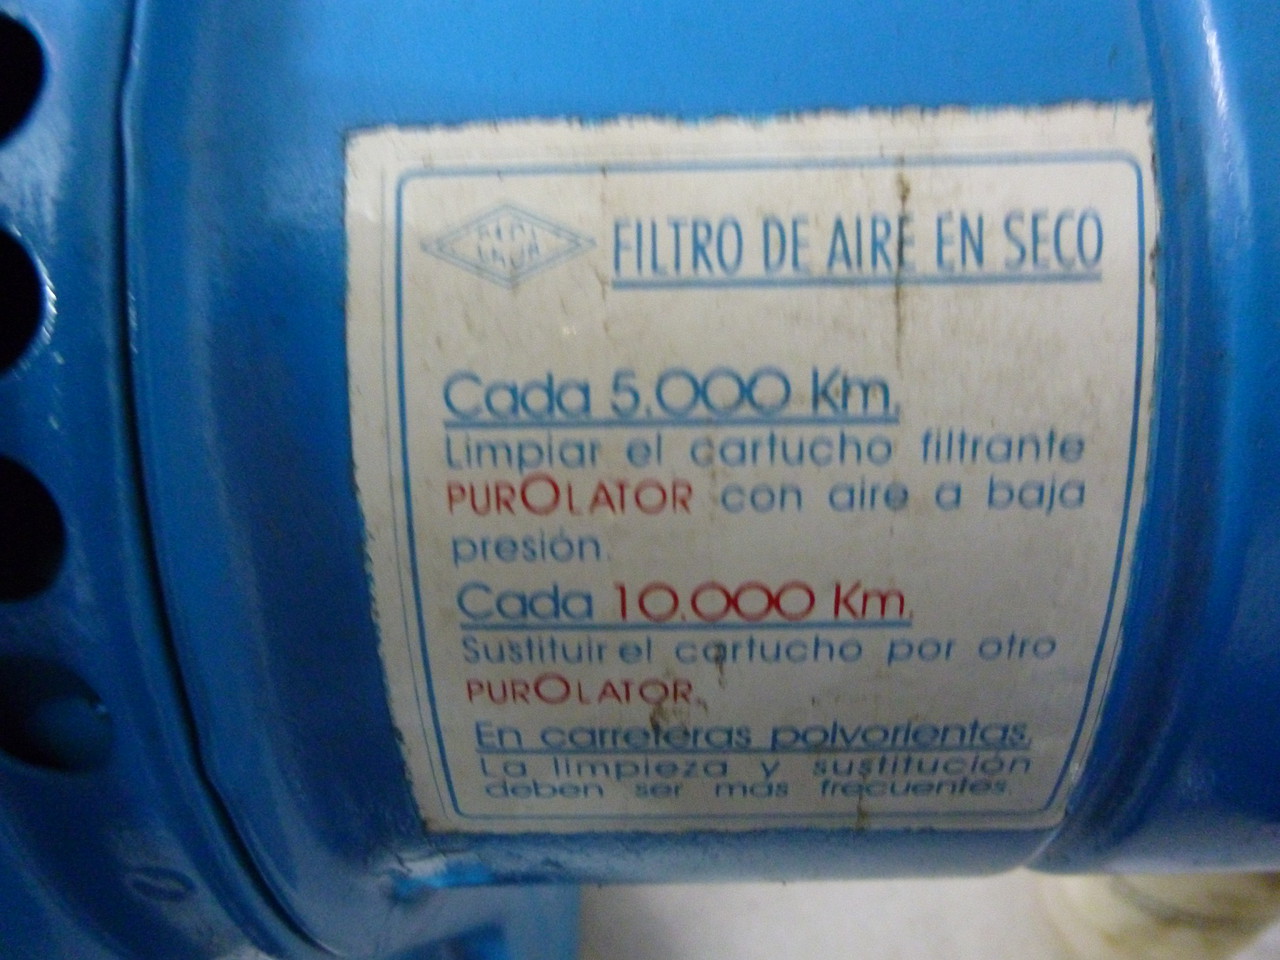 FILTRO DE AIRE EN SECO
Cada 5.000 Km.
Limpiar el cartucho filtrante
PUROLATOR con aire a baja
presión.
Cada 10.000 Km.
Sustituir el cartucho por otro
PUROLATOR.
En carreteras polvorientas,
La limpieza y sustitución
deben ser más frecuentes.